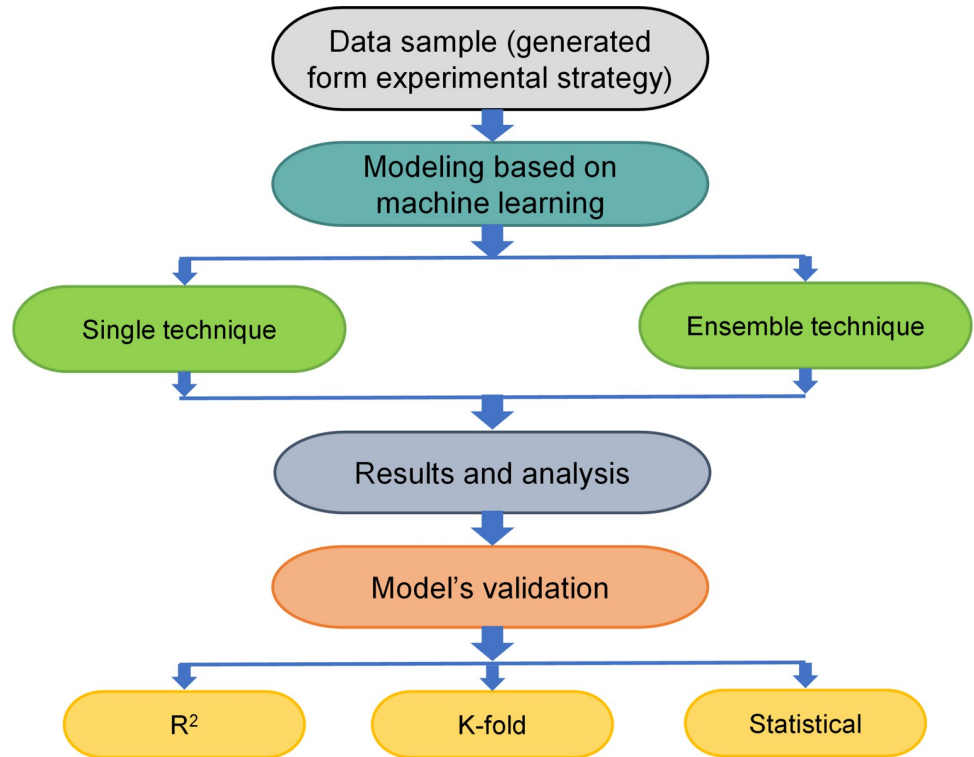 Data sample (generated
form experimental strategy)
Modeling based on
machine learning
Single technique
Ensemble technique
Results and analysis
Model’s validation
R²
K-fold
Statistical